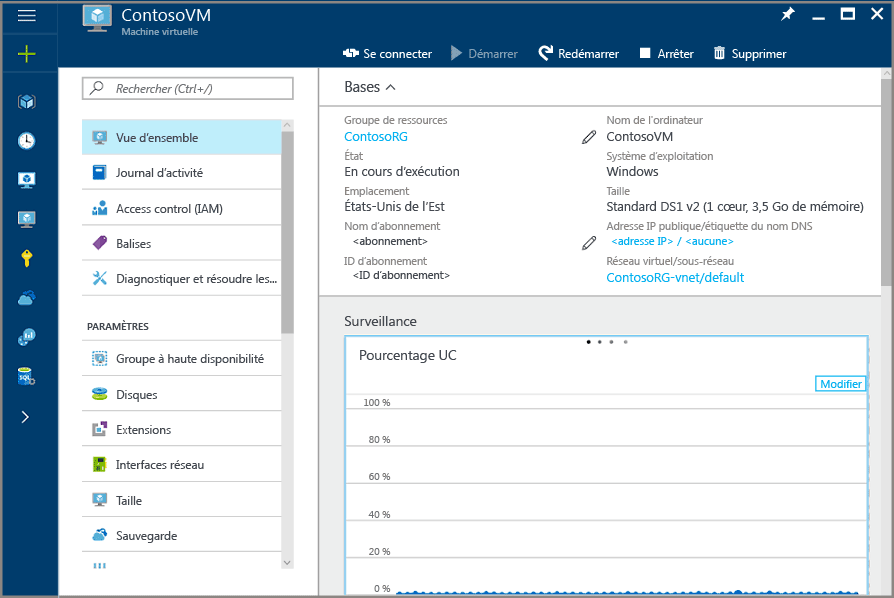 ContosoVM
Machine virtuelle
Se connecter
Démarrer
Redémarrer
Arrêter
Supprimer
Rechercher (Ctrl+/)
Vue d'ensemble
Journal d'activité
Access control (IAM)
Balises
Diagnostiquer et résoudre les...
PARAMÈTRES
Groupe à haute disponibilité
Disques
Extensions
Interfaces réseau
Taille
Sauvegarde
SQL
Bases
Groupe de ressources
ContosoRG
État
En cours d'exécution
Emplacement
États-Unis de l'Est
Nom d'abonnement
<abonnement>
ID d'abonnement
<ID d'abonnement>
Nom de l'ordinateur
ContosoVM
Système d'exploitation
Windows
Taille
Standard DS1 v2 (1 cœur, 3,5 Go de mémoire)
Adresse IP publique/étiquette du nom DNS
<adresse IP> / <aucune>
Réseau virtuel/sous-réseau
ContosoRG-vnet/default
Surveillance
Pourcentage UC
Modifier
100 %
80 %
60 %
40 %
20 %
0 %